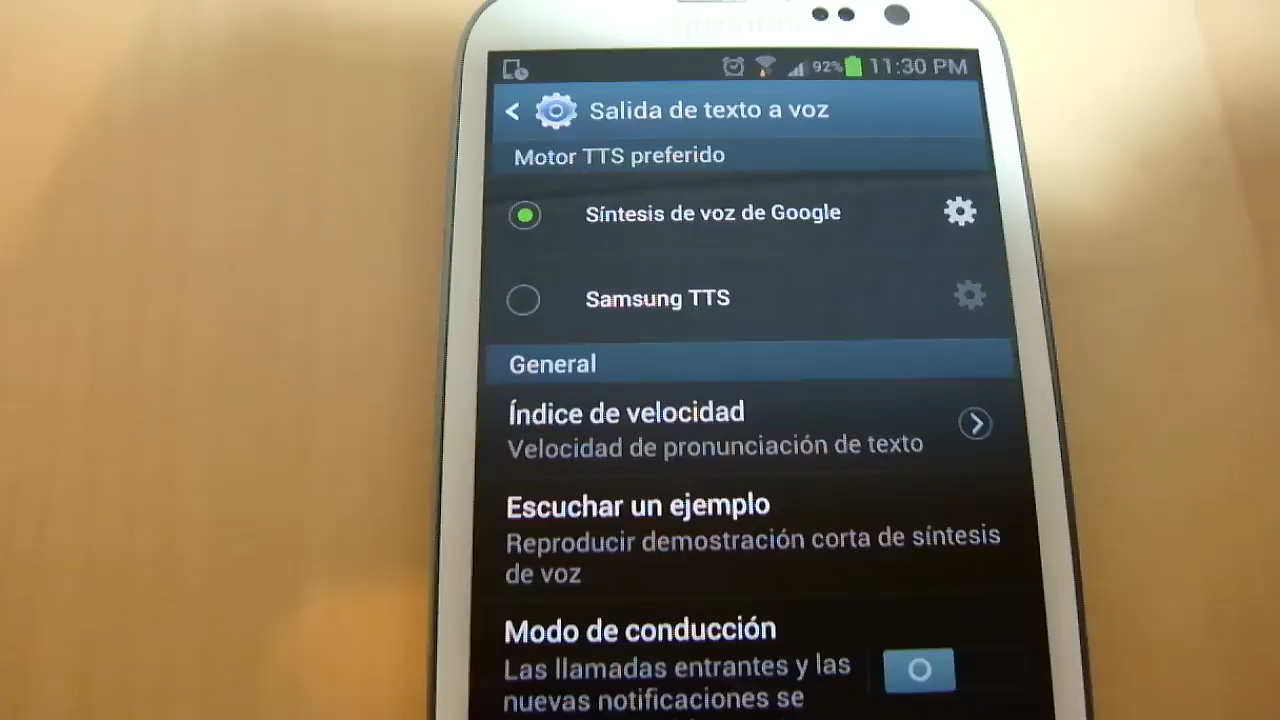 SAMSUNG
92% 11:30 PM
< Salida de texto a voz
Motor TTS preferido
Síntesis de voz de Google
Samsung TTS
General
Índice de velocidad
Velocidad de pronunciación de texto
Escuchar un ejemplo
Reproducir demostración corta de síntesis
de voz
Modo de conducción
Las llamadas entrantes y las
nuevas notificaciones se